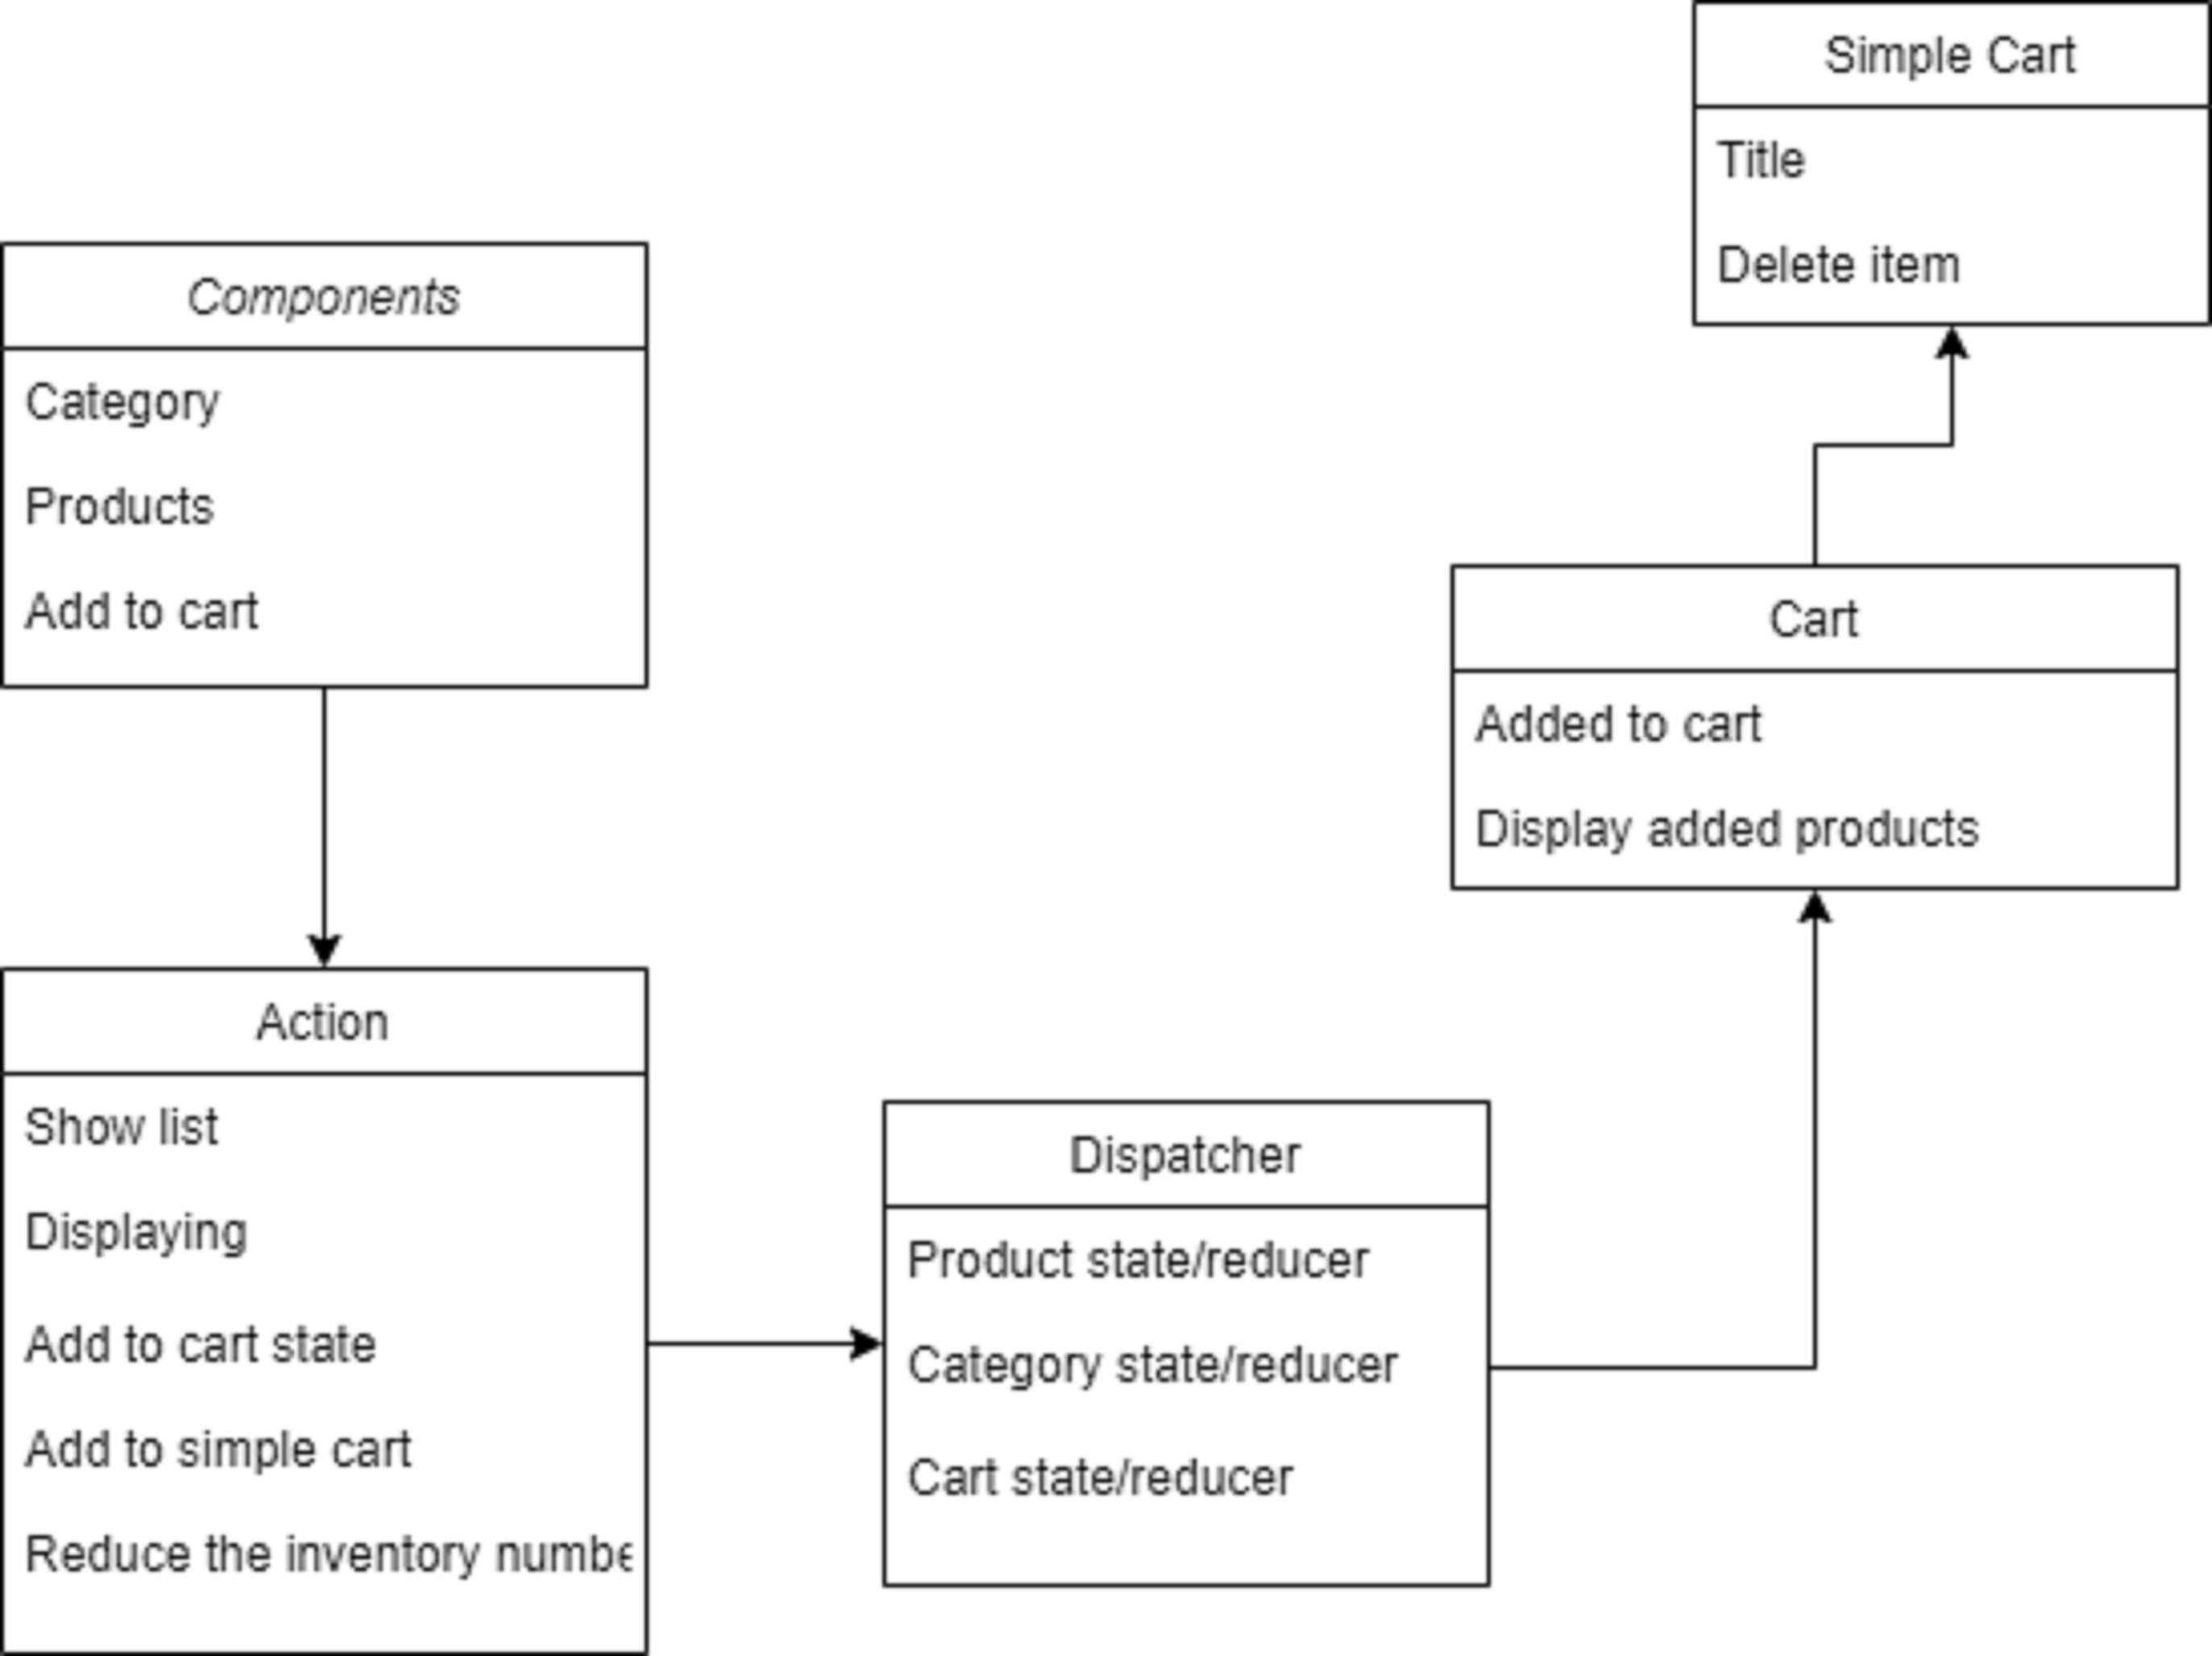 Simple Cart
Title
Delete item
Components
Category
Products
Add to cart
Cart
Added to cart
Display added products
Action
Show list
Displaying
Add to cart state
Add to simple cart
Reduce the inventory numbe
Dispatcher
Product state/reducer
Category state/reducer
Cart state/reducer